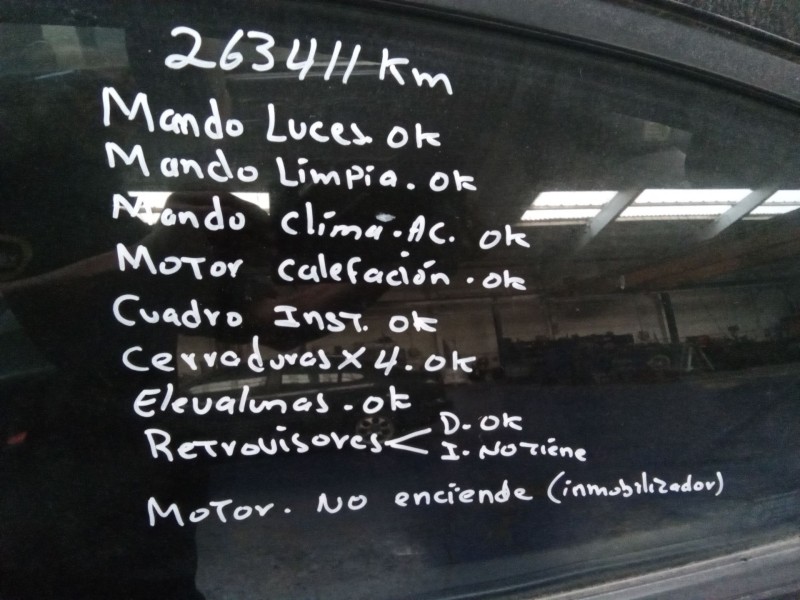 263411 Km
Mando Luces. ok
Mando Limpia. ok
Mando Clima. AC. ok
Motor Calefación. ok
Cuadro Inst. ok
Cerraduras x 4. ok
Elevalunas. ok
Retrovisores < D. ok
I. No tiene
Motor. No enciende (inmobilizador)